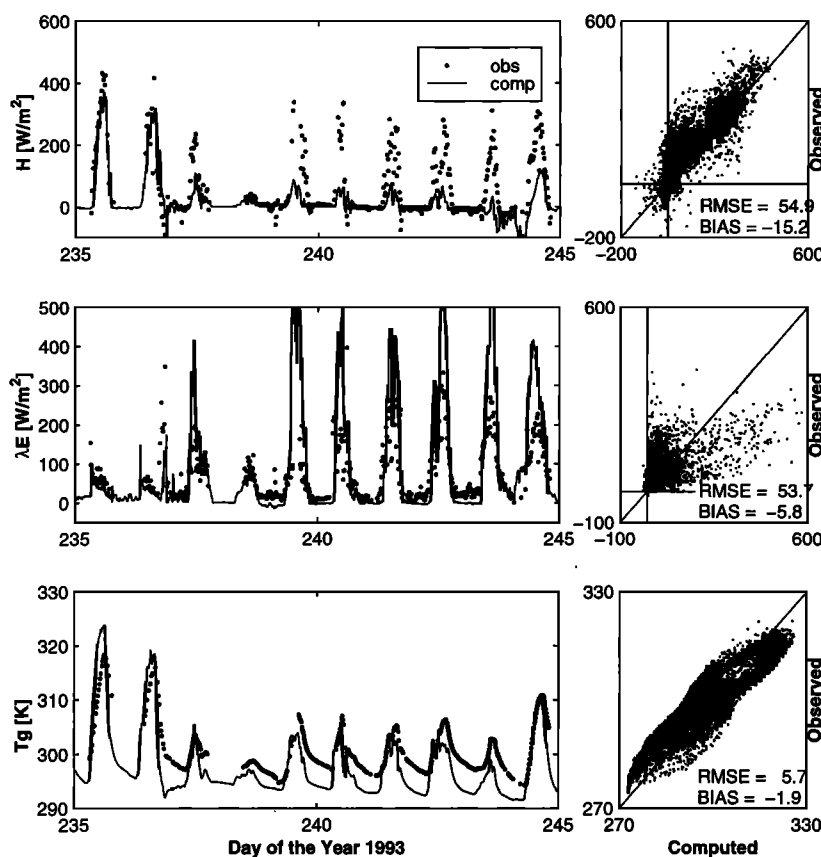 600
400
200
0
H [W/m²]
235
240
245
obs
comp
600
-200
-200
600
Observed
RMSE = 54.9
BIAS = -15.2
500
400
300
200
100
0
λE [W/m²]
235
240
245
600
-100
-100
600
Observed
RMSE = 53.7
BIAS = -5.8
330
320
310
300
290
Tg [K]
235
240
245
Day of the Year 1993
330
270
270
330
Observed
RMSE = 5.7
BIAS = -1.9
Computed